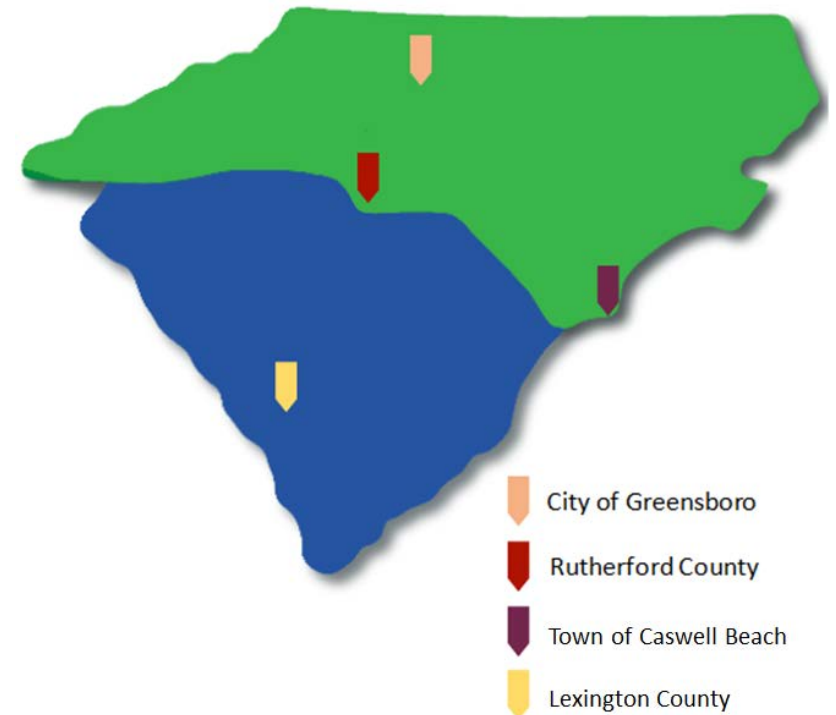 City of Greensboro
Rutherford County
Town of Caswell Beach
Lexington County